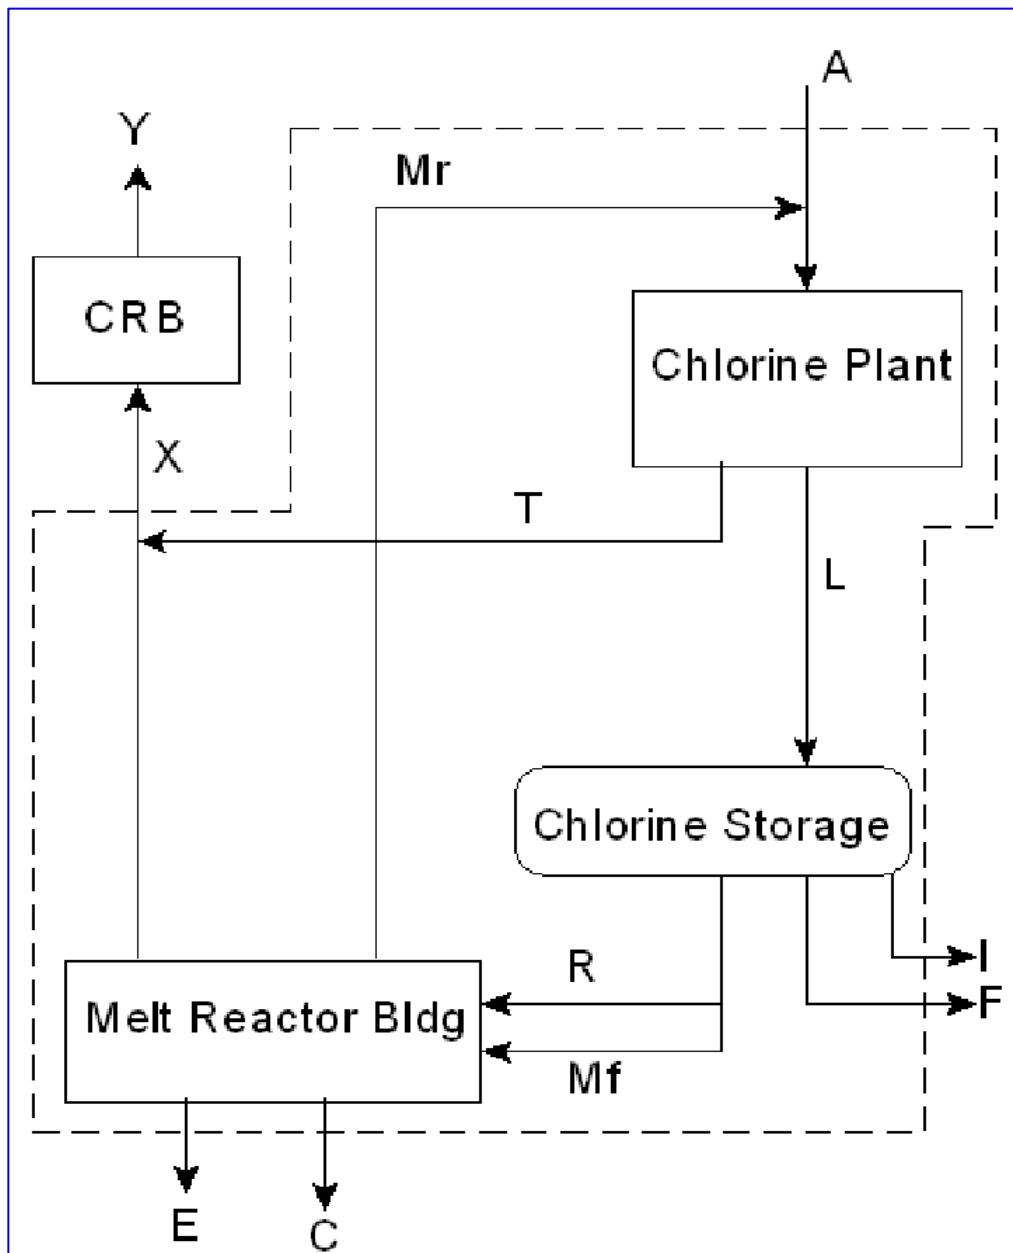 A
Y
Mr
CRB
Chlorine Plant
X
T
L
Chlorine Storage
I
R
F
Melt Reactor Bldg
Mf
E
C